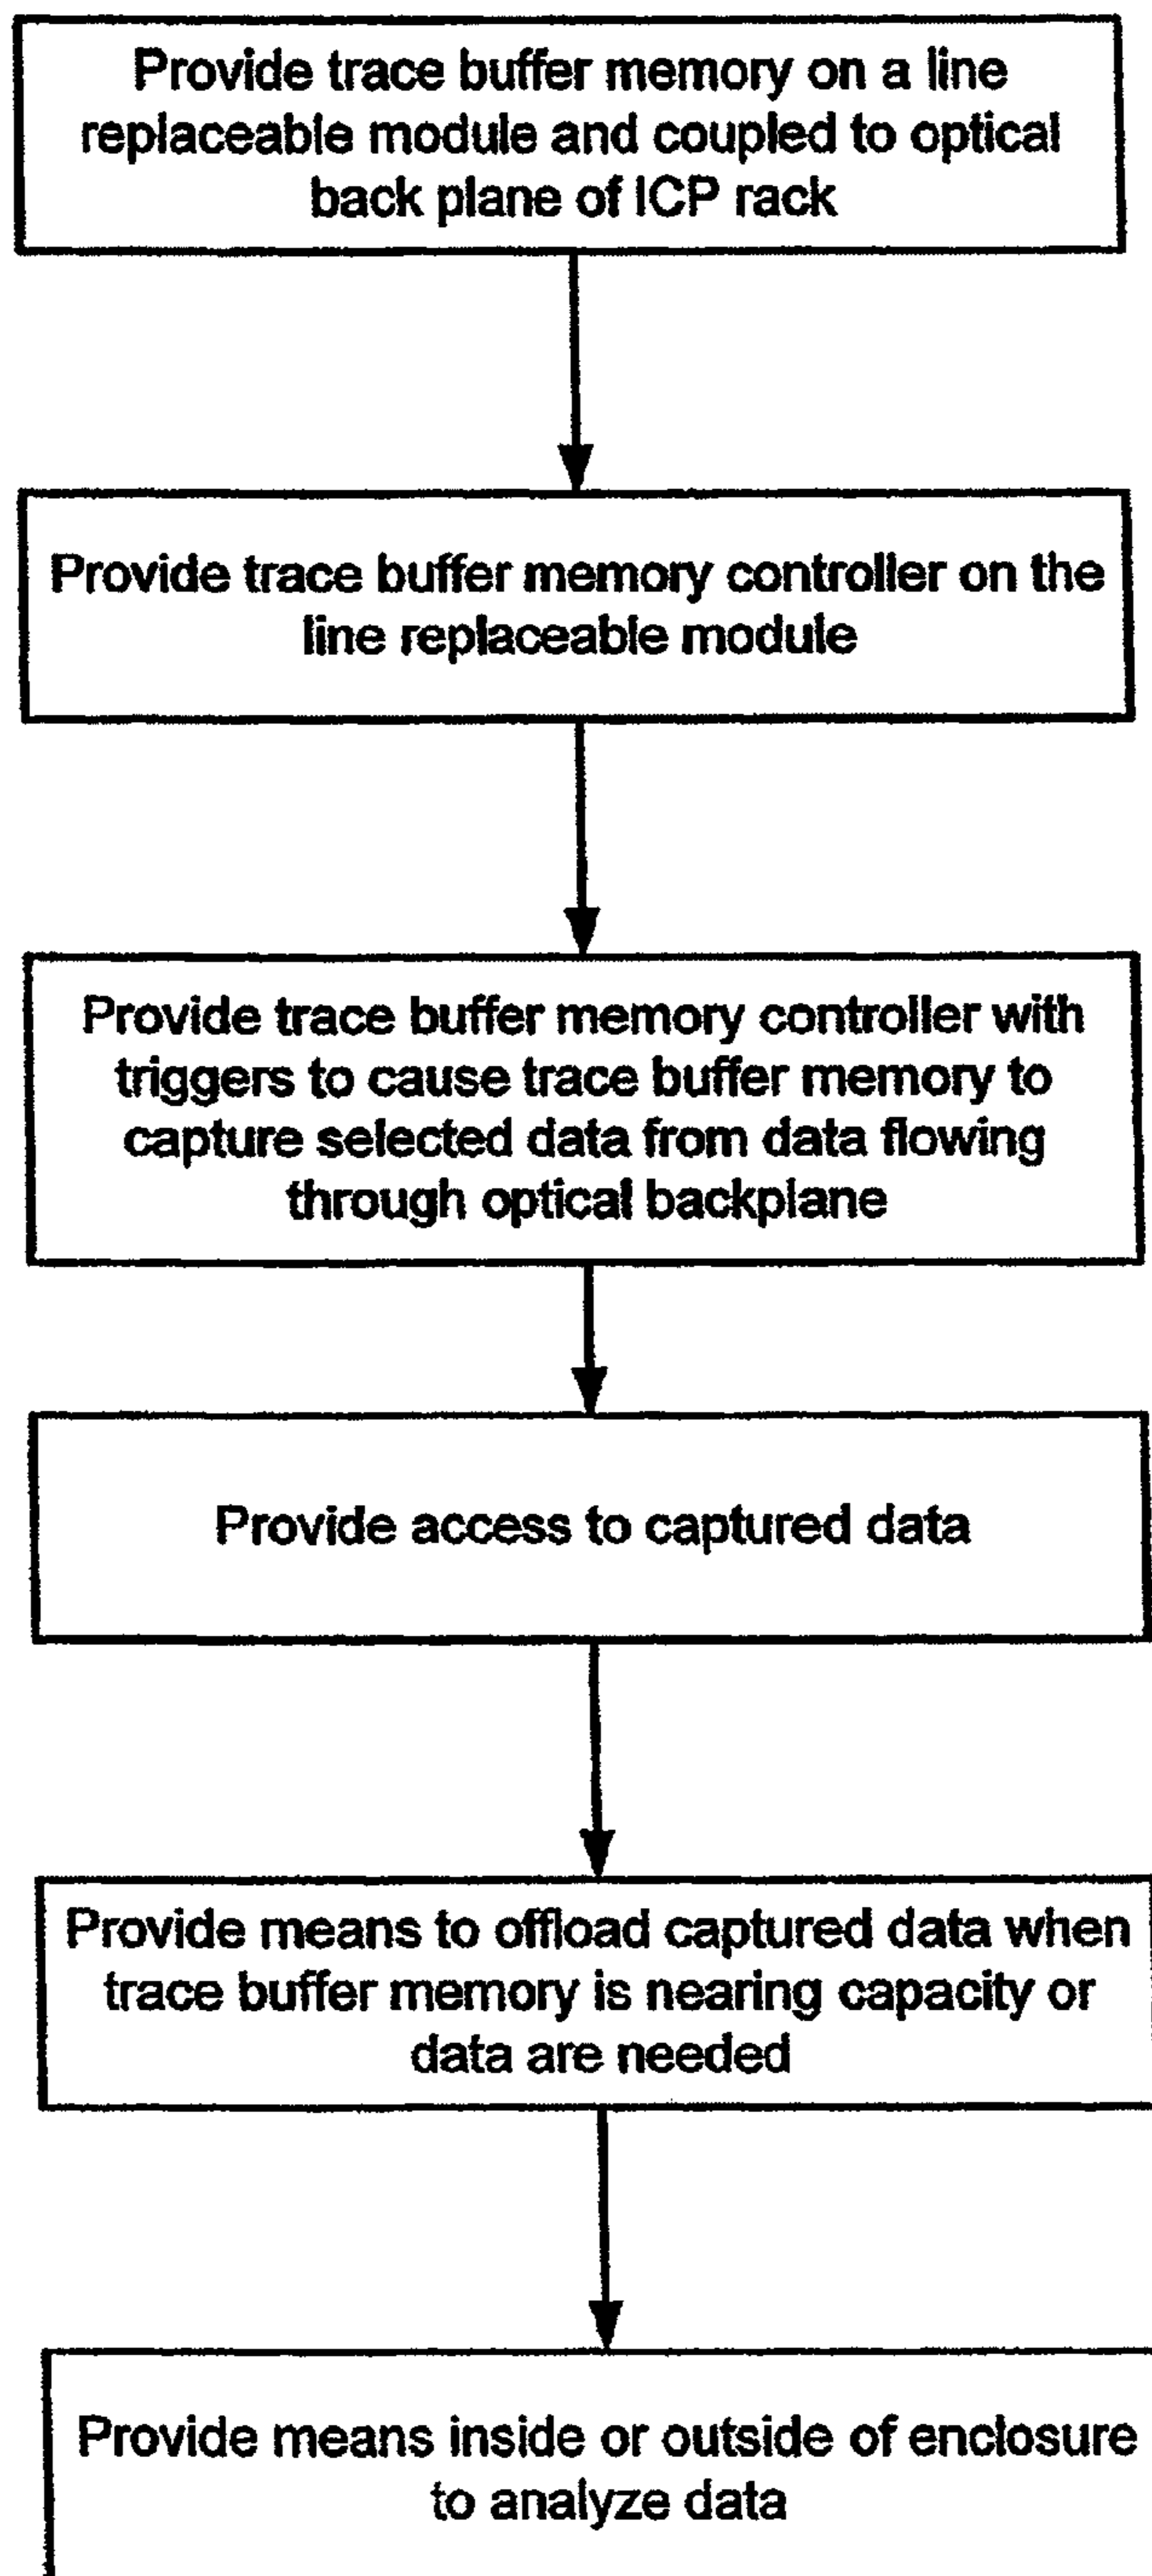 Provide trace buffer memory on a line
replaceable module and coupled to optical
back plane of ICP rack
Provide trace buffer memory controller on the
line replaceable module
Provide trace buffer memory controller with
triggers to cause trace buffer memory to
capture selected data from data flowing
through optical backplane
Provide access to captured data
Provide means to offload captured data when
trace buffer memory is nearing capacity or
data are needed
Provide means inside or outside of enclosure
to analyze data